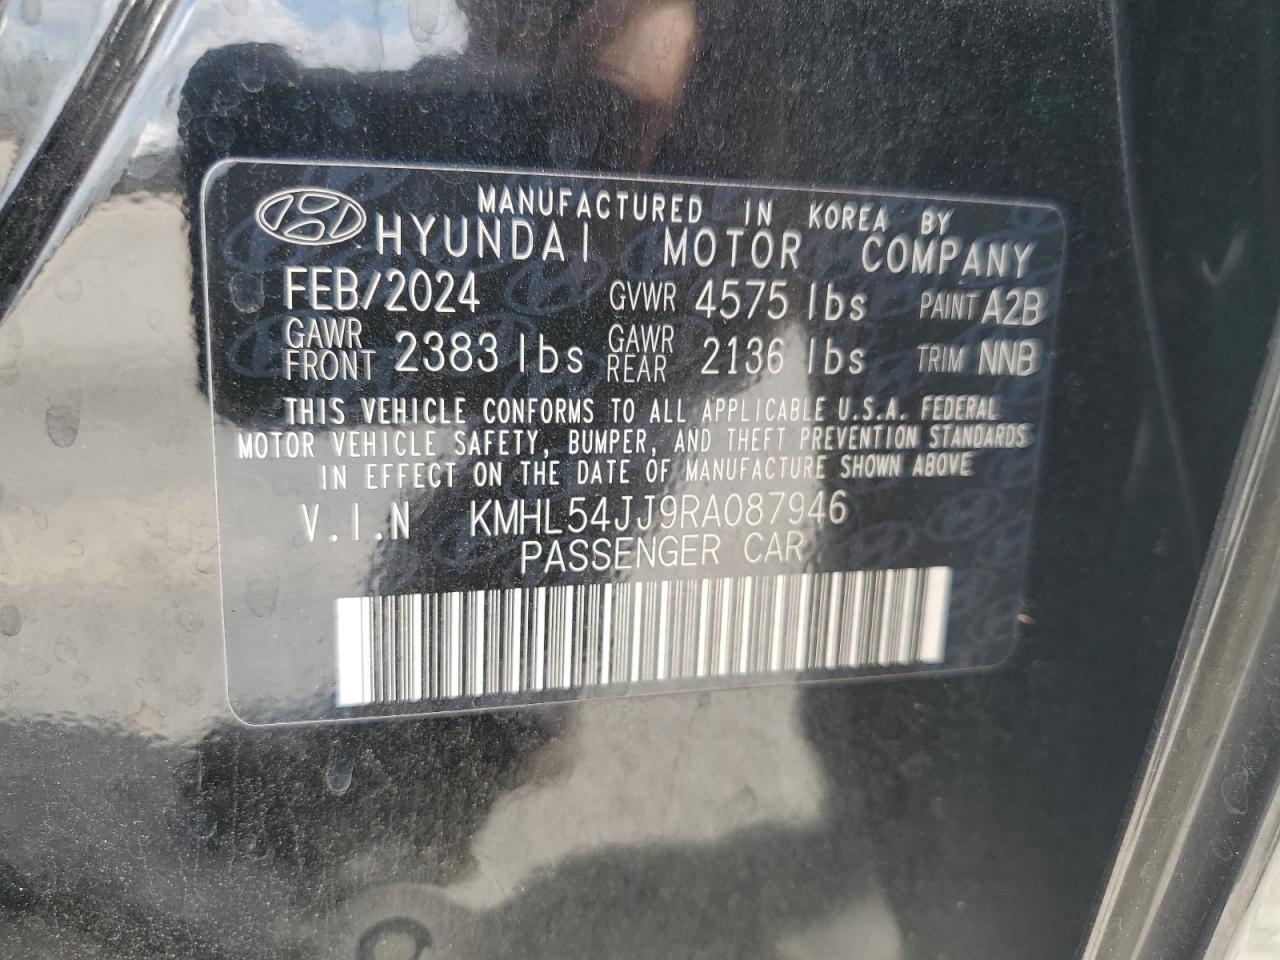 MANUFACTURED IN KOREA BY
HYUNDAI MOTOR COMPANY
FEB/2024 GVWR 4575 lbs PAINT A2B
GAWR FRONT 2383 lbs GAWR REAR 2136 lbs TRIM NNB
THIS VEHICLE CONFORMS TO ALL APPLICABLE U.S.A. FEDERAL
MOTOR VEHICLE SAFETY, BUMPER, AND THEFT PREVENTION STANDARDS
IN EFFECT ON THE DATE OF MANUFACTURE SHOWN ABOVE
V.I.N KMHL54JJ9RA087946
PASSENGER CAR